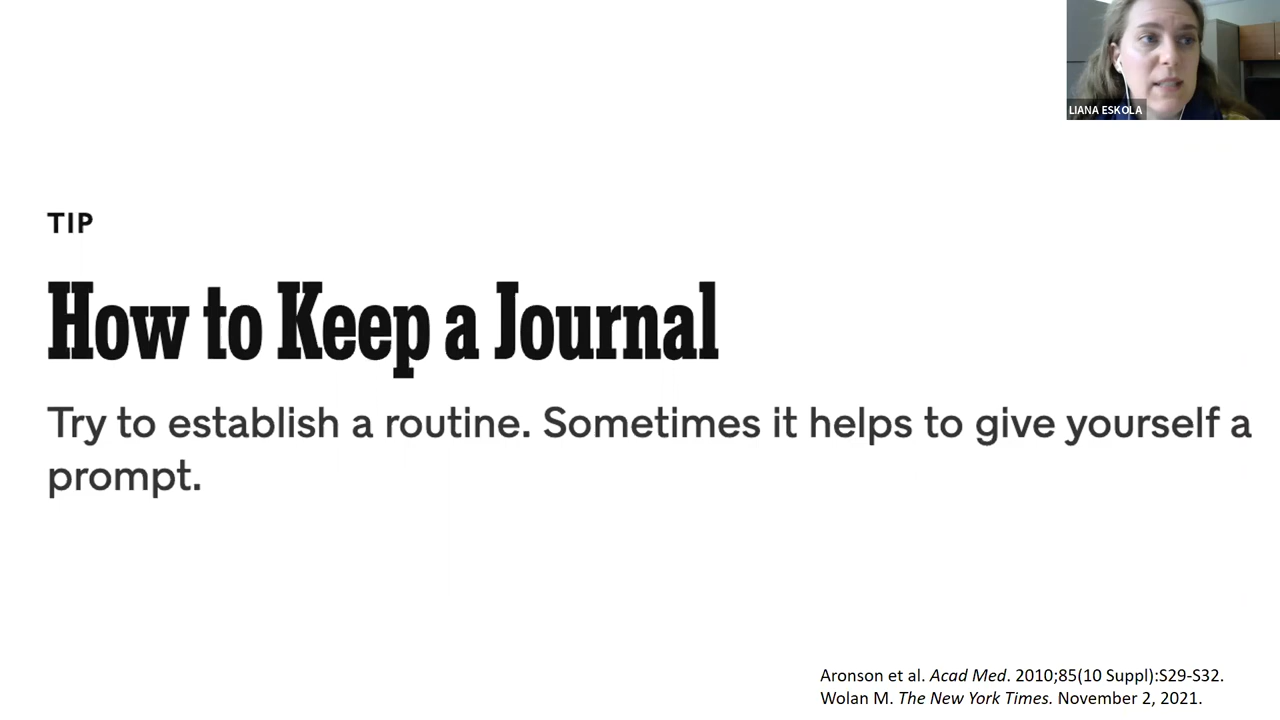 LIANA ESKOLA
TIP
How to Keep a Journal
Try to establish a routine. Sometimes it helps to give yourself a
prompt.
Aronson et al. Acad Med. 2010;85(10 Suppl):S29-S32.
Wolan M. The New York Times. November 2, 2021.